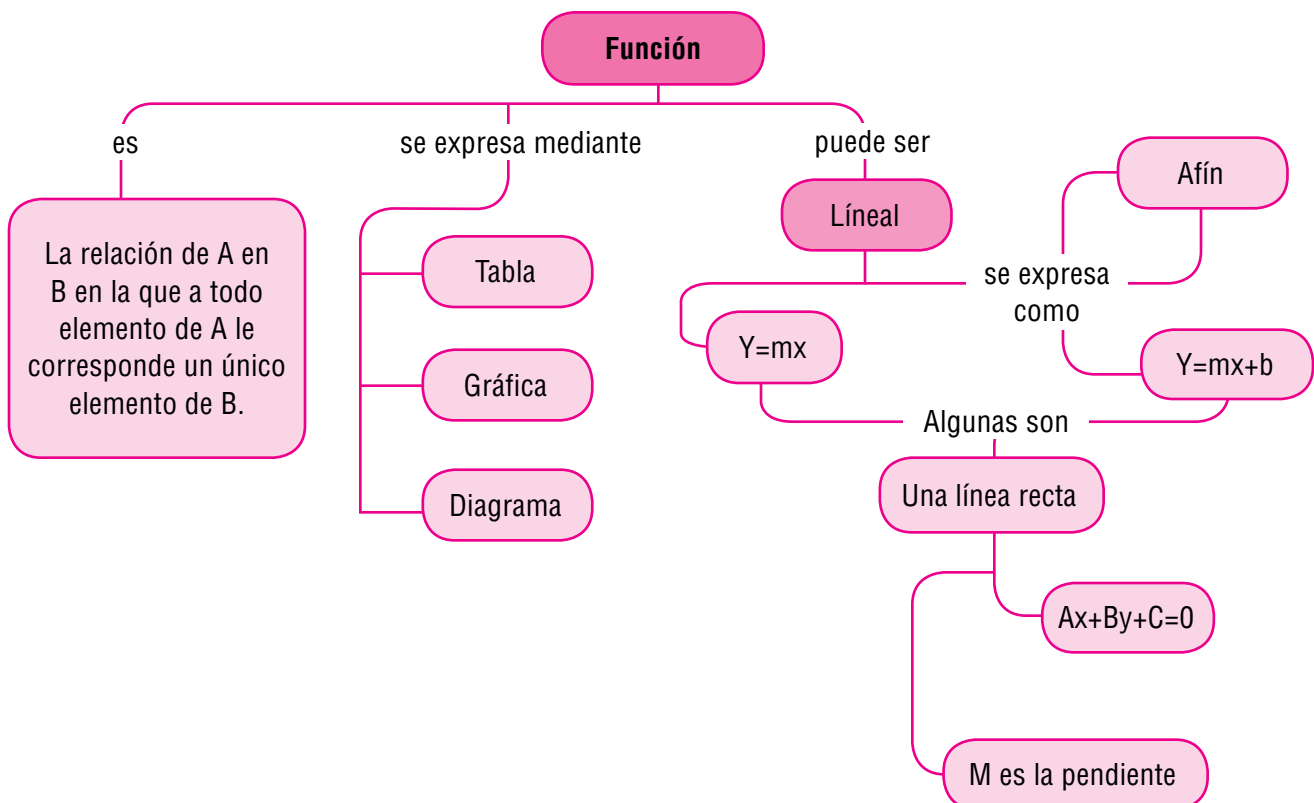 Función
es
se expresa mediante
puede ser
La relación de A en
B en la que a todo
elemento de A le
corresponde un único
elemento de B.
Tabla
Gráfica
Diagrama
Líneal
Afín
se expresa
como
Y=mx
Y=mx+b
Algunas son
Una línea recta
Ax+By+C=0
M es la pendiente